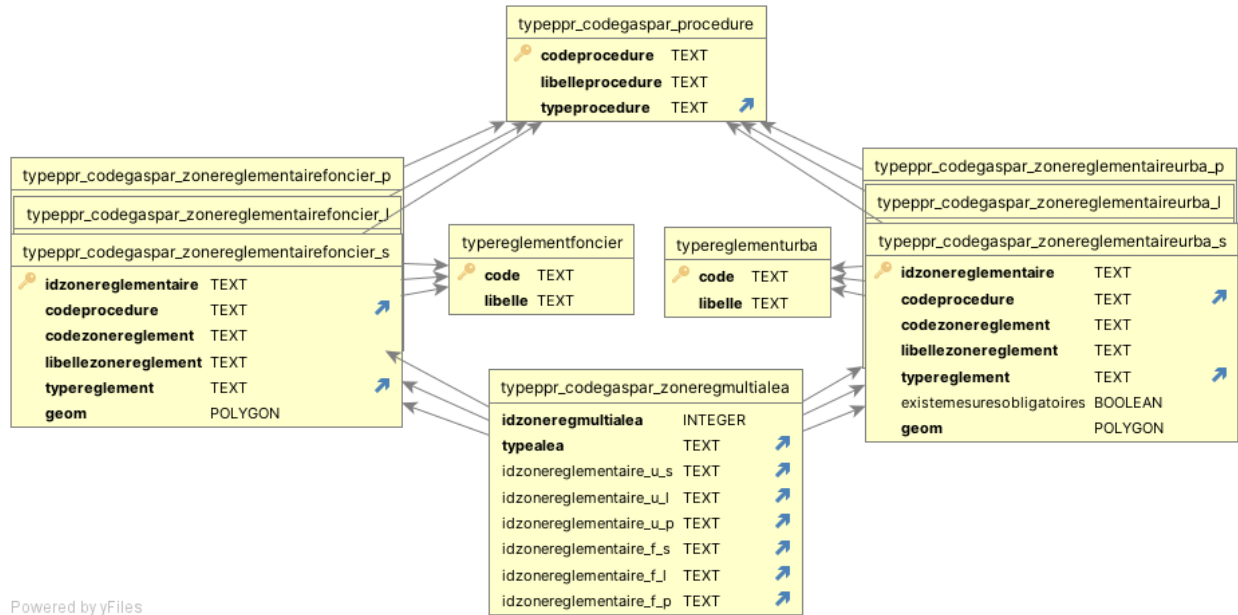 typeppr_codegaspar_procedure
codeprocedure TEXT
libelleprocedure TEXT
typeprocedure TEXT
typeppr_codegaspar_zonereglementairefoncier_p
typeppr_codegaspar_zonereglementairefoncier_l
typeppr_codegaspar_zonereglementairefoncier_s
idzonereglementaire TEXT
codeprocedure TEXT
codezonereglement TEXT
libellezonereglement TEXT
typereglement TEXT
geom POLYGON
typereglementfoncier
code TEXT
libelle TEXT
typereglementurba
code TEXT
libelle TEXT
typeppr_codegaspar_zonereglementaireurba_p
typeppr_codegaspar_zonereglementaireurba_l
typeppr_codegaspar_zonereglementaireurba_s
idzonereglementaire TEXT
codeprocedure TEXT
codezonereglement TEXT
libellezonereglement TEXT
typereglement TEXT
existemesuresobligatoires BOOLEAN
geom POLYGON
typeppr_codegaspar_zoneregmultialea
idzoneregmultialea INTEGER
typealea TEXT
idzonereglementaire_u_s TEXT
idzonereglementaire_u_l TEXT
idzonereglementaire_u_p TEXT
idzonereglementaire_f_s TEXT
idzonereglementaire_f_l TEXT
idzonereglementaire_f_p TEXT
Powered by yFiles